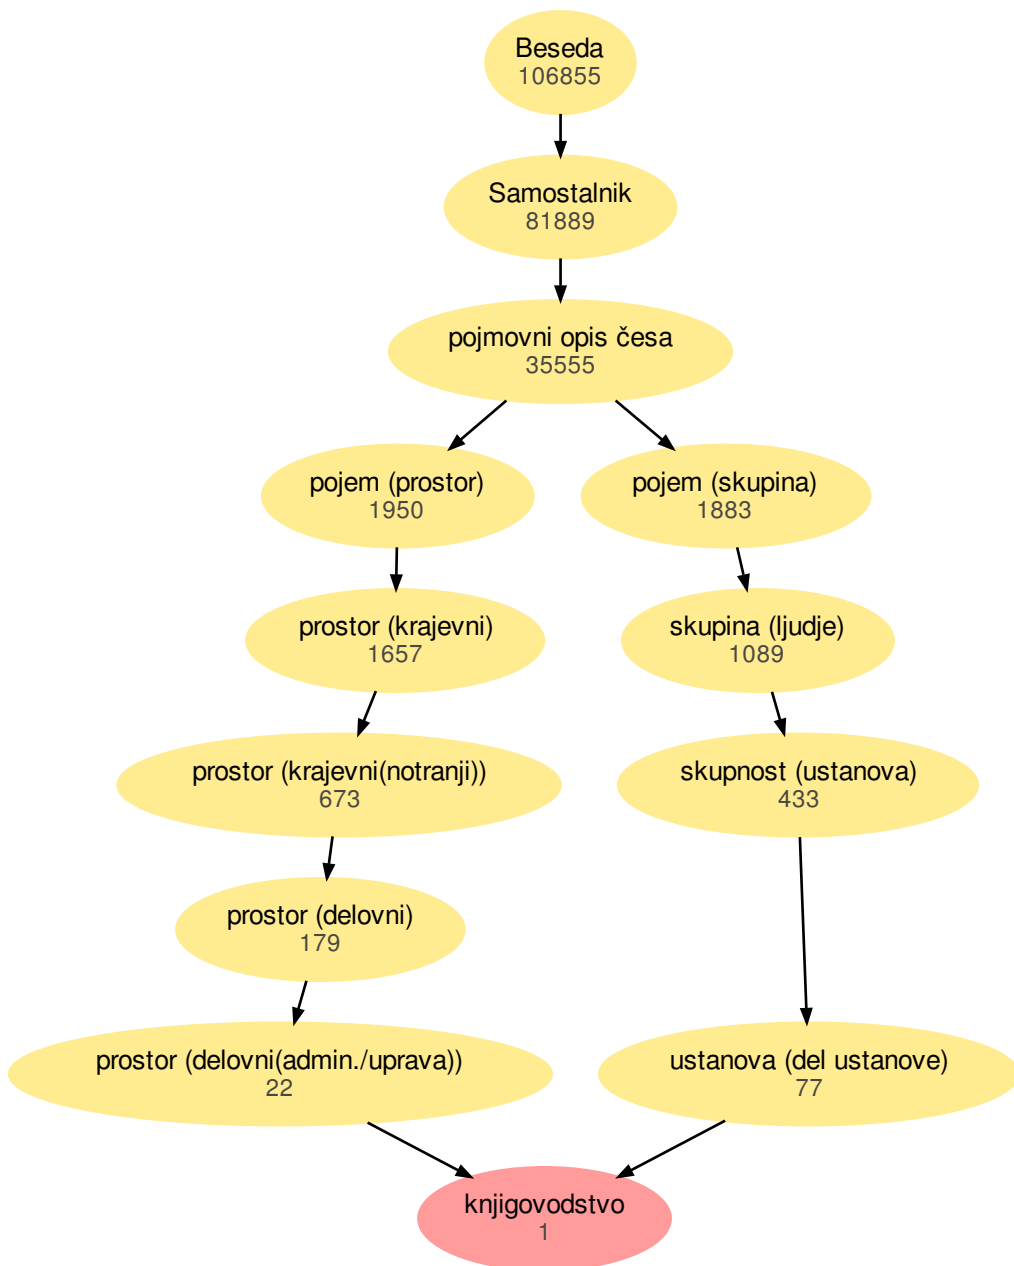 Beseda
106855
Samostalnik
81889
pojmovni opis česa
35555
pojem (prostor)
1950
pojem (skupina)
1883
prostor (krajevni)
1657
skupina (ljudje)
1089
prostor (krajevni(notranji))
673
skupnost (ustanova)
433
prostor (delovni)
179
prostor (delovni(admin./uprava))
22
ustanova (del ustanove)
77
knjigovodstvo
1